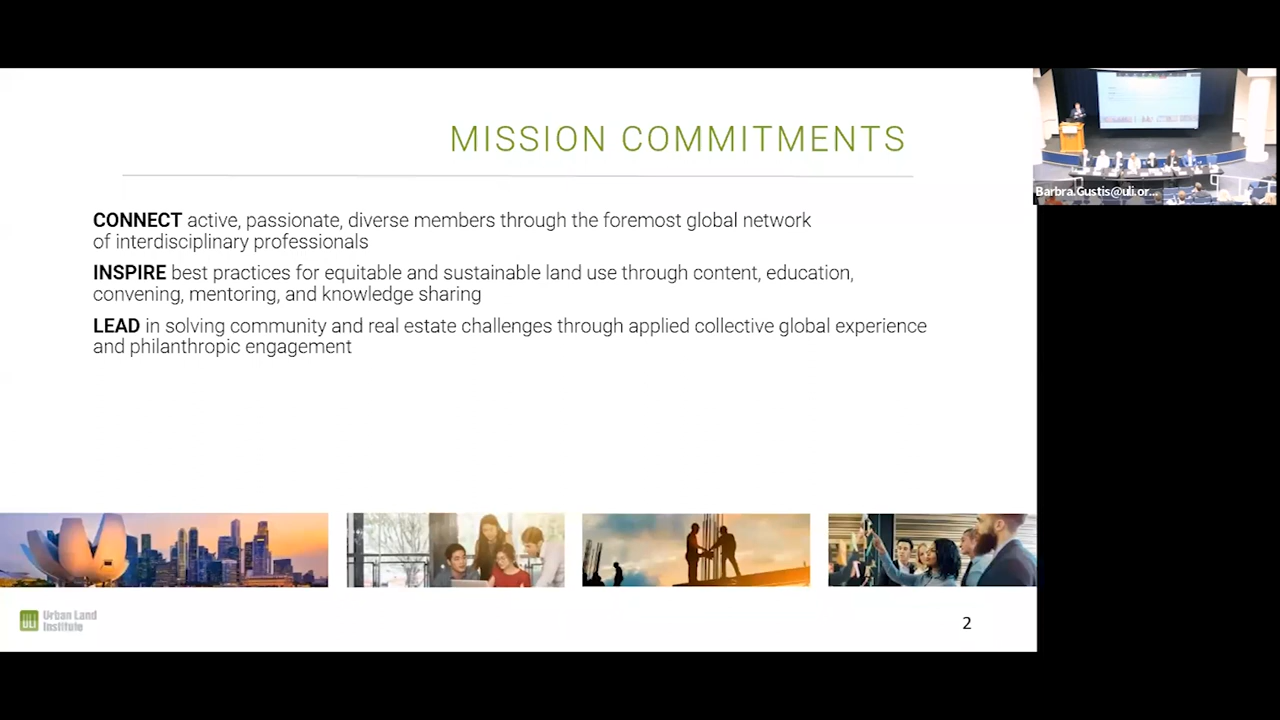 MISSION COMMITMENTS
CONNECT active, passionate, diverse members through the foremost global network
of interdisciplinary professionals
INSPIRE best practices for equitable and sustainable land use through content, education,
convening, mentoring, and knowledge sharing
LEAD in solving community and real estate challenges through applied collective global experience
and philanthropic engagement
Barbra.Gustis@uli.or...
ULI Urban Land
Institute
2